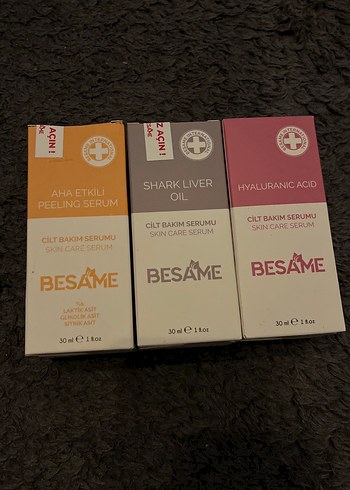 AÇIN !
BESAME
AHA ETKİLİ
PEELING SERUM
CİLT BAKIM SERUMU
SKIN CARE SERUM
BESAME
%4
LAKTİK ASİT
GLİKOLİK ASİT
SİTRİK ASİT
30 ml e 1 fl.oz
Z AÇIN !
BESAME
SHARK LIVER
OIL
CİLT BAKIM SERUMU
SKIN CARE SERUM
BESAME
30 ml e 1 fl.oz
HYALURANIC ACID
CİLT BAKIM SERUMU
SKIN CARE SERUM
BESAME
30 ml e 1 fl.oz